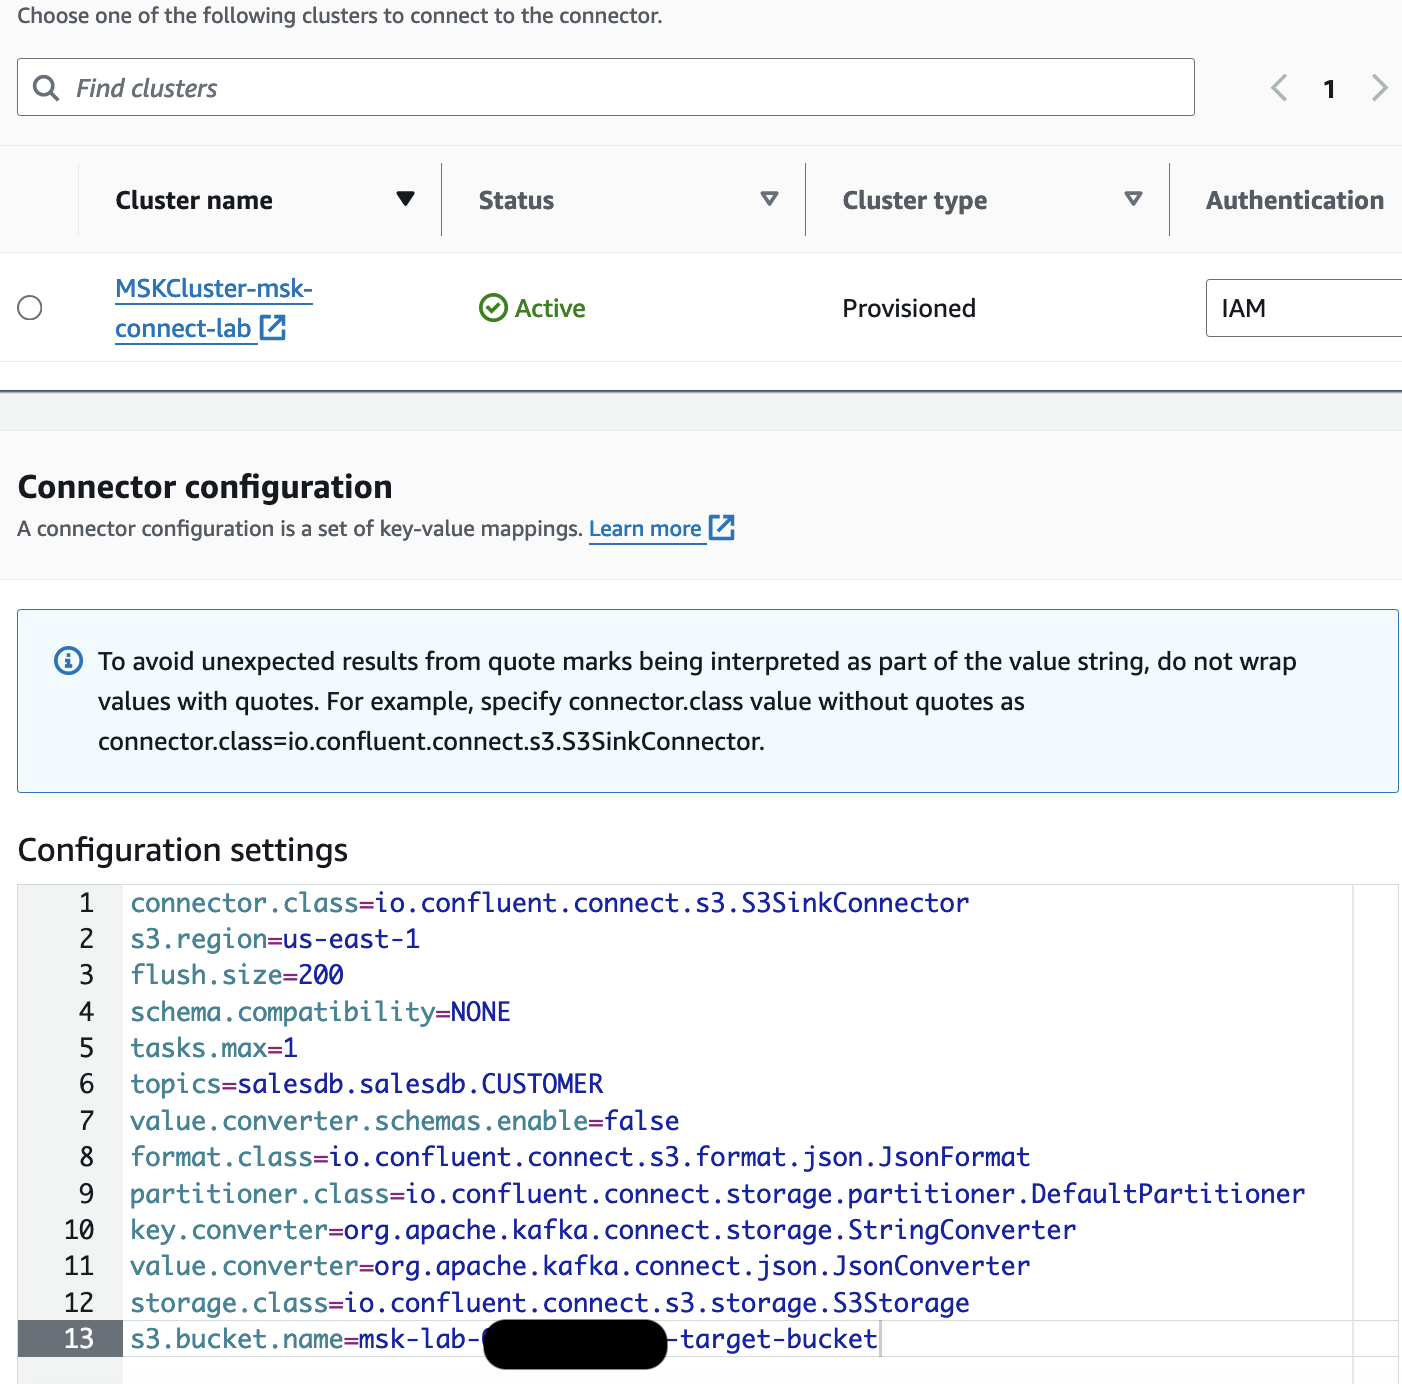 Choose one of the following clusters to connect to the connector.
Find clusters
1
Cluster name
Status
Cluster type
Authentication
MSKCluster-msk-
connect-lab
Active
Provisioned
IAM
Connector configuration
A connector configuration is a set of key-value mappings. Learn more
To avoid unexpected results from quote marks being interpreted as part of the value string, do not wrap
values with quotes. For example, specify connector.class value without quotes as
connector.class=io.confluent.connect.s3.S3SinkConnector.
Configuration settings
1 connector.class=io.confluent.connect.s3.S3SinkConnector
2 s3.region=us-east-1
3 flush.size=200
4 schema.compatibility=NONE
5 tasks.max=1
6 topics=salesdb.salesdb.CUSTOMER
7 value.converter.schemas.enable=false
8 format.class=io.confluent.connect.s3.format.json.JsonFormat
9 partitioner.class=io.confluent.connect.storage.partitioner.DefaultPartitioner
10 key.converter=org.apache.kafka.connect.storage.StringConverter
11 value.converter=org.apache.kafka.connect.json.JsonConverter
12 storage.class=io.confluent.connect.s3.storage.S3Storage
13 s3.bucket.name=msk-lab- -target-bucket